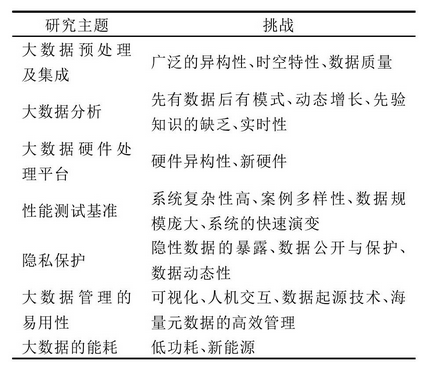 研究主题 挑战
大数据预处理
及集成
广泛的异构性、时空特性、数据质量
大数据分析
先有数据后有模式、动态增长、先验
知识的缺乏、实时性
大数据硬件处
理平台
硬件异构性、新硬件
性能测试基准
系统复杂性高、案例多样性、数据规
模庞大、系统的快速演变
隐私保护
隐性数据的暴露、数据公开与保护、
数据动态性
大数据管理的
易用性
可视化、人机交互、数据起源技术、海
量元数据的高效管理
大数据的能耗
低功耗、新能源